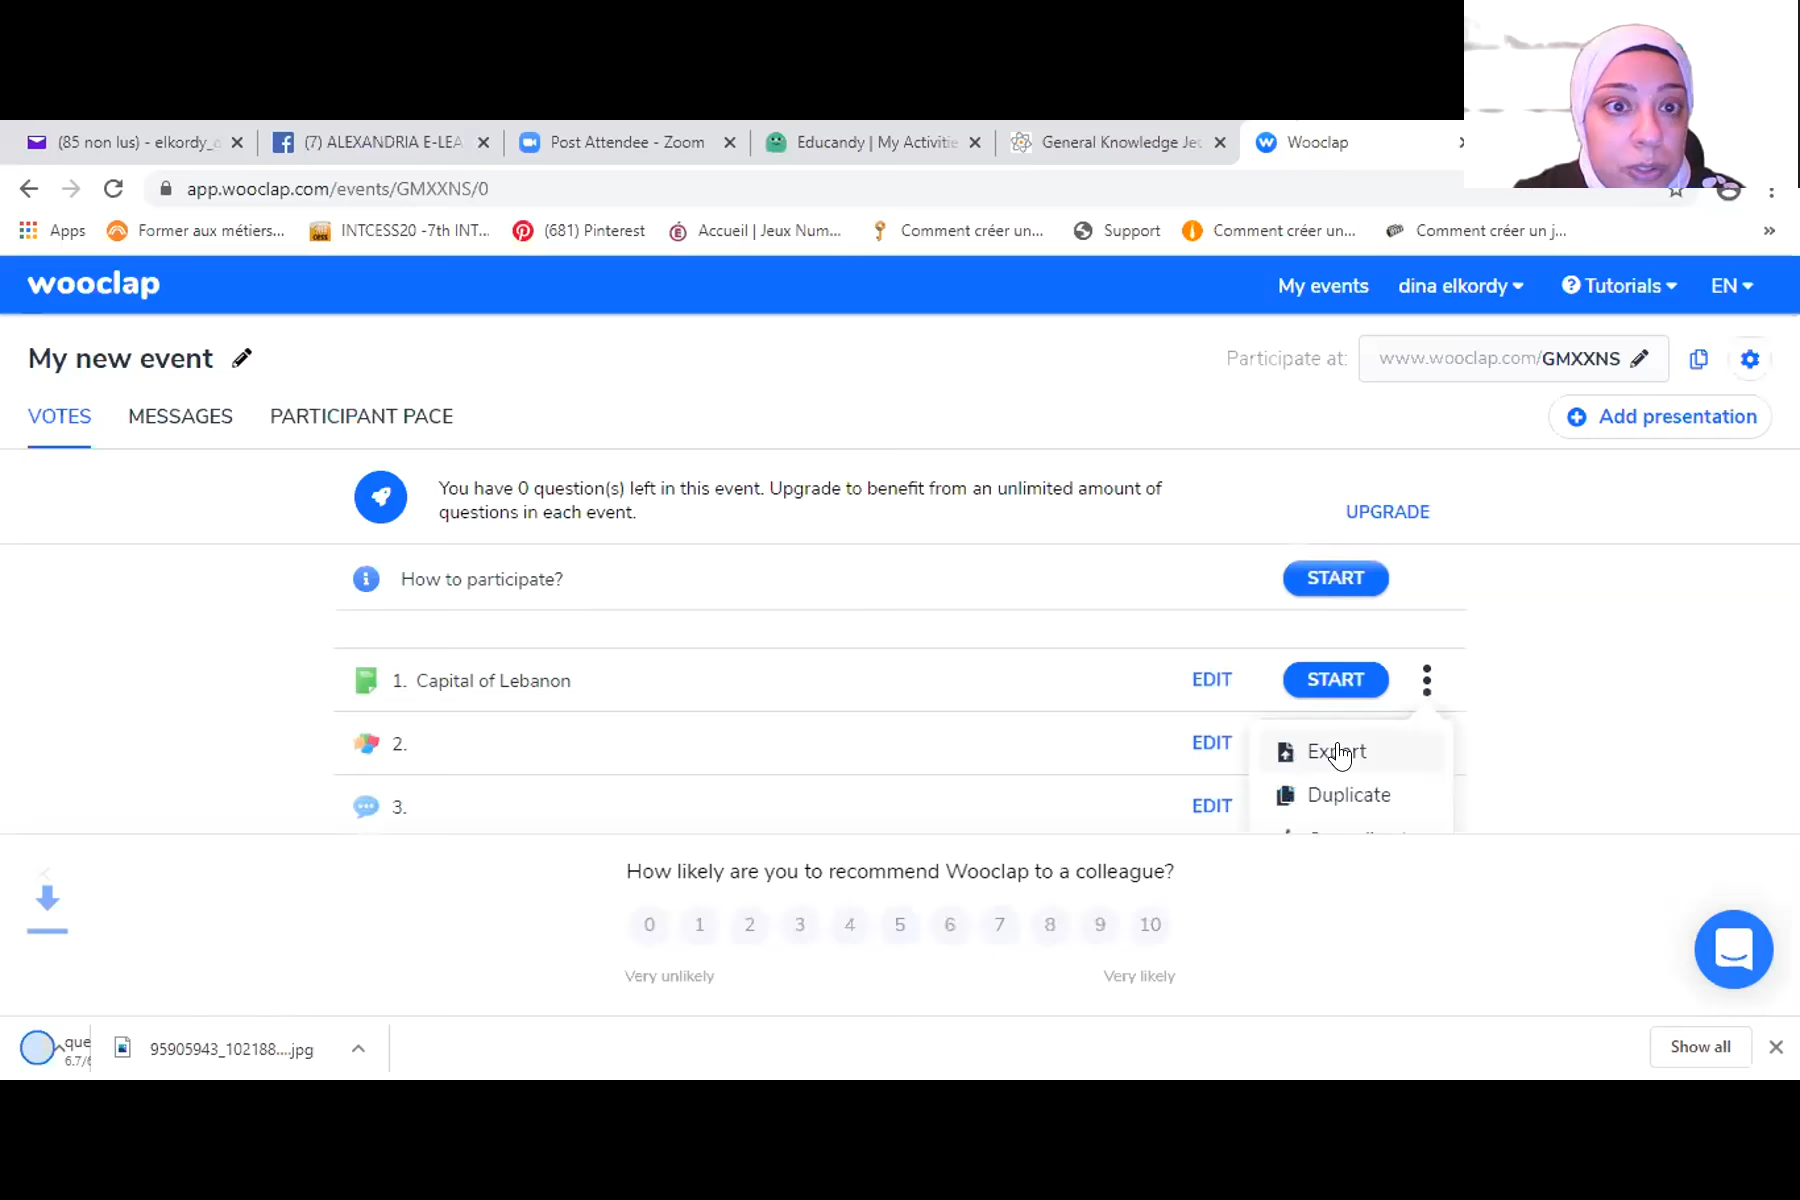 (85 non lus) - elkordy_
(7) ALEXANDRIA E-LEA
Post Attendee - Zoom
Educandy | My Activitie
General Knowledge Jec
Wooclap
app.wooclap.com/events/GMXXNS/0
Apps
Former aux métiers...
INTCESS20 -7th INT...
(681) Pinterest
Accueil | Jeux Num...
Comment créer un...
Support
Comment créer un...
Comment créer un j...
»
wooclap
My events
dina elkordy
Tutorials
EN
My new event
Participate at:
www.wooclap.com/GMXXNS
VOTES
MESSAGES
PARTICIPANT PACE
Add presentation
You have 0 question(s) left in this event. Upgrade to benefit from an unlimited amount of
questions in each event.
UPGRADE
How to participate?
START
1. Capital of Lebanon
EDIT
START
2.
EDIT
Export
3.
EDIT
Duplicate
How likely are you to recommend Wooclap to a colleague?
0 1 2 3 4 5 6 7 8 9 10
Very unlikely
Very likely
que
6.7/6
95905943_102188....jpg
Show all